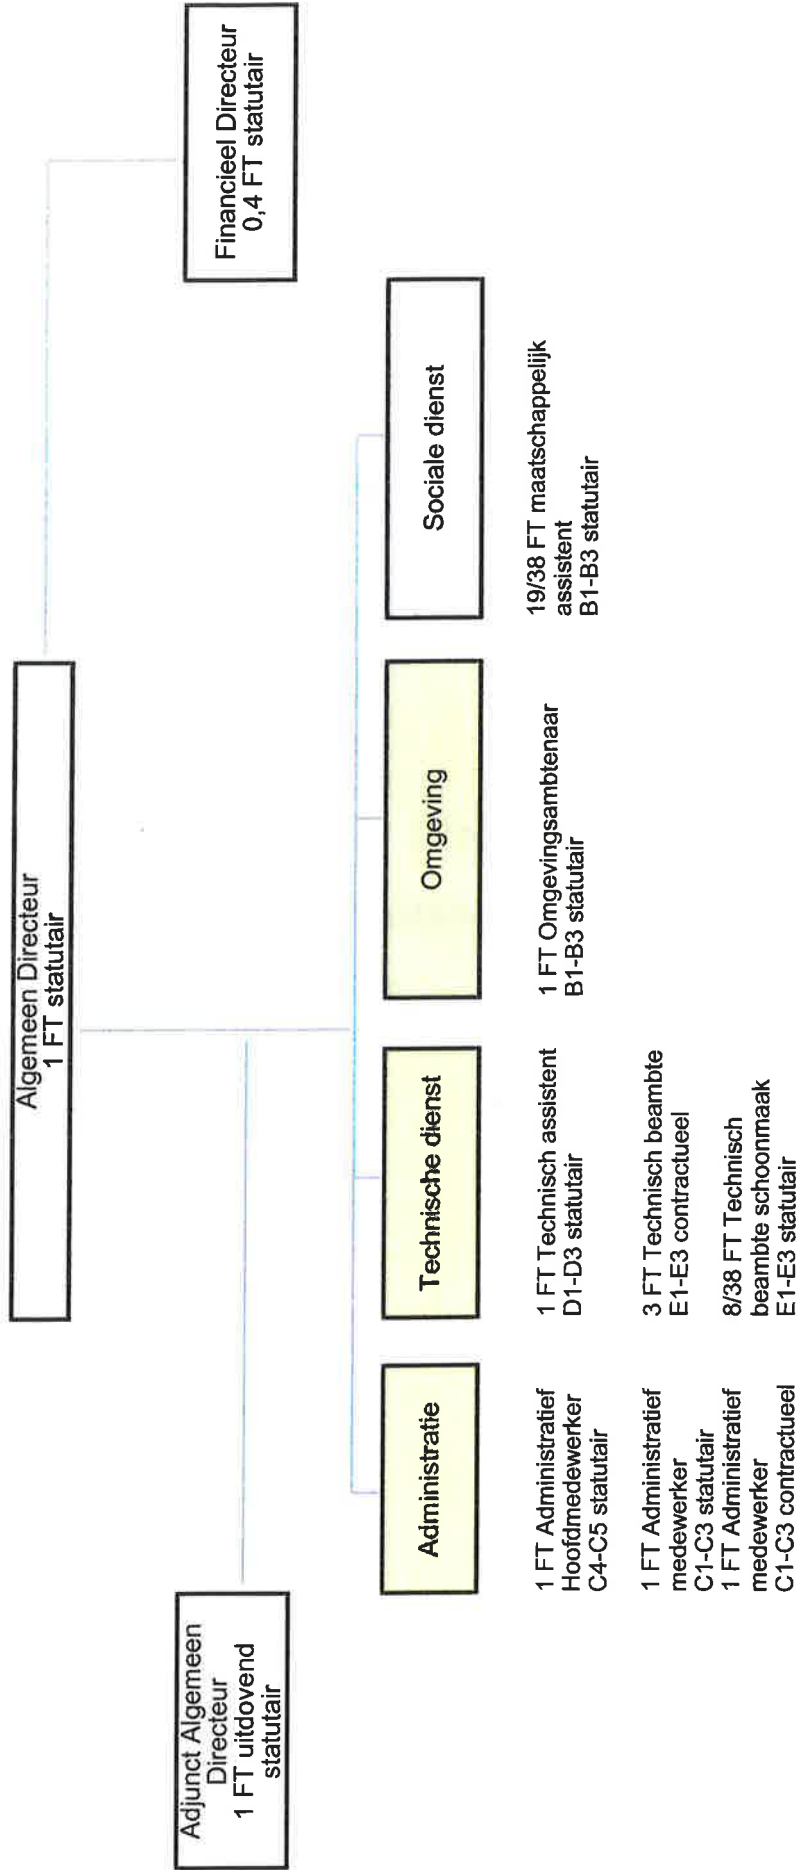 Algemeen Directeur
1 FT statutair
Adjunct Algemeen
Directeur
1 FT uitdovend
statutair
Financieel Directeur
0,4 FT statutair
Administratie
Technische dienst
Omgeving
Sociale dienst
1 FT Administratief
Hoofdmedewerker
C4-C5 statutair
1 FT Administratief
medewerker
C1-C3 statutair
1 FT Administratief
medewerker
C1-C3 contractueel
1 FT Technisch assistent
D1-D3 statutair
3 FT Technisch beambte
E1-E3 contractueel
8/38 FT Technisch
beambte schoonmaak
E1-E3 statutair
1 FT Omgevingsambtenaar
B1-B3 statutair
19/38 FT maatschappelijk
assistent
B1-B3 statutair